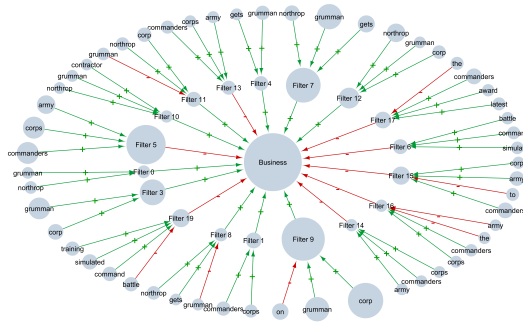 gets
grumman
northrop
grumman
gets
northrop
grumman
corp
the
commanders
award
latest
battle
simula
corp
army
to
commanders
army
the
corps
corps
commanders
army
corp
grumman
on
corps
commanders
grumman
gets
northrop
battle
command
simulated
training
corp
grumman
northrop
grumman
commanders
corps
army
northrop
grumman
contractor
grumman
northrop
corp
commanders
corps
army
Filter 4
Filter 7
Filter 12
Filter 17
Filter 6
Filter 15
Filter 16
Filter 14
Filter 9
Filter 1
Filter 8
Filter 19
Filter 3
Filter 0
Filter 5
Filter 10
Filter 11
Filter 13
Business